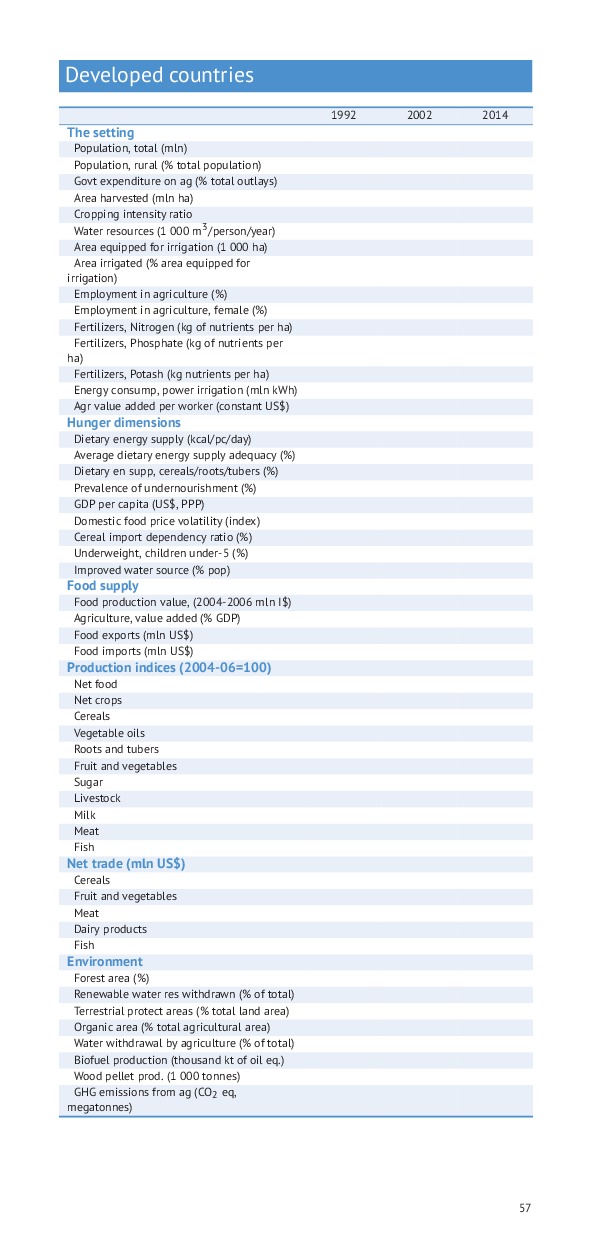 Developed countries
1992 2002 2014
The setting
Population, total (mln)
Population, rural (% total population)
Govt expenditure on ag (% total outlays)
Area harvested (mln ha)
Cropping intensity ratio
Water resources (1 000 m³/person/year)
Area equipped for irrigation (1 000 ha)
Area irrigated (% area equipped for
irrigation)
Employment in agriculture (%)
Employment in agriculture, female (%)
Fertilizers, Nitrogen (kg of nutrients per ha)
Fertilizers, Phosphate (kg of nutrients per
ha)
Fertilizers, Potash (kg nutrients per ha)
Energy consump, power irrigation (mln kWh)
Agr value added per worker (constant US$)
Hunger dimensions
Dietary energy supply (kcal/pc/day)
Average dietary energy supply adequacy (%)
Dietary en supp, cereals/roots/tubers (%)
Prevalence of undernourishment (%)
GDP per capita (US$, PPP)
Domestic food price volatility (index)
Cereal import dependency ratio (%)
Underweight, children under-5 (%)
Improved water source (% pop)
Food supply
Food production value, (2004-2006 mln I$)
Agriculture, value added (% GDP)
Food exports (mln US$)
Food imports (mln US$)
Production indices (2004-06=100)
Net food
Net crops
Cereals
Vegetable oils
Roots and tubers
Fruit and vegetables
Sugar
Livestock
Milk
Meat
Fish
Net trade (mln US$)
Cereals
Fruit and vegetables
Meat
Dairy products
Fish
Environment
Forest area (%)
Renewable water res withdrawn (% of total)
Terrestrial protect areas (% total land area)
Organic area (% total agricultural area)
Water withdrawal by agriculture (% of total)
Biofuel production (thousand kt of oil eq.)
Wood pellet prod. (1 000 tonnes)
GHG emissions from ag (CO₂ eq,
megatonnes)
57